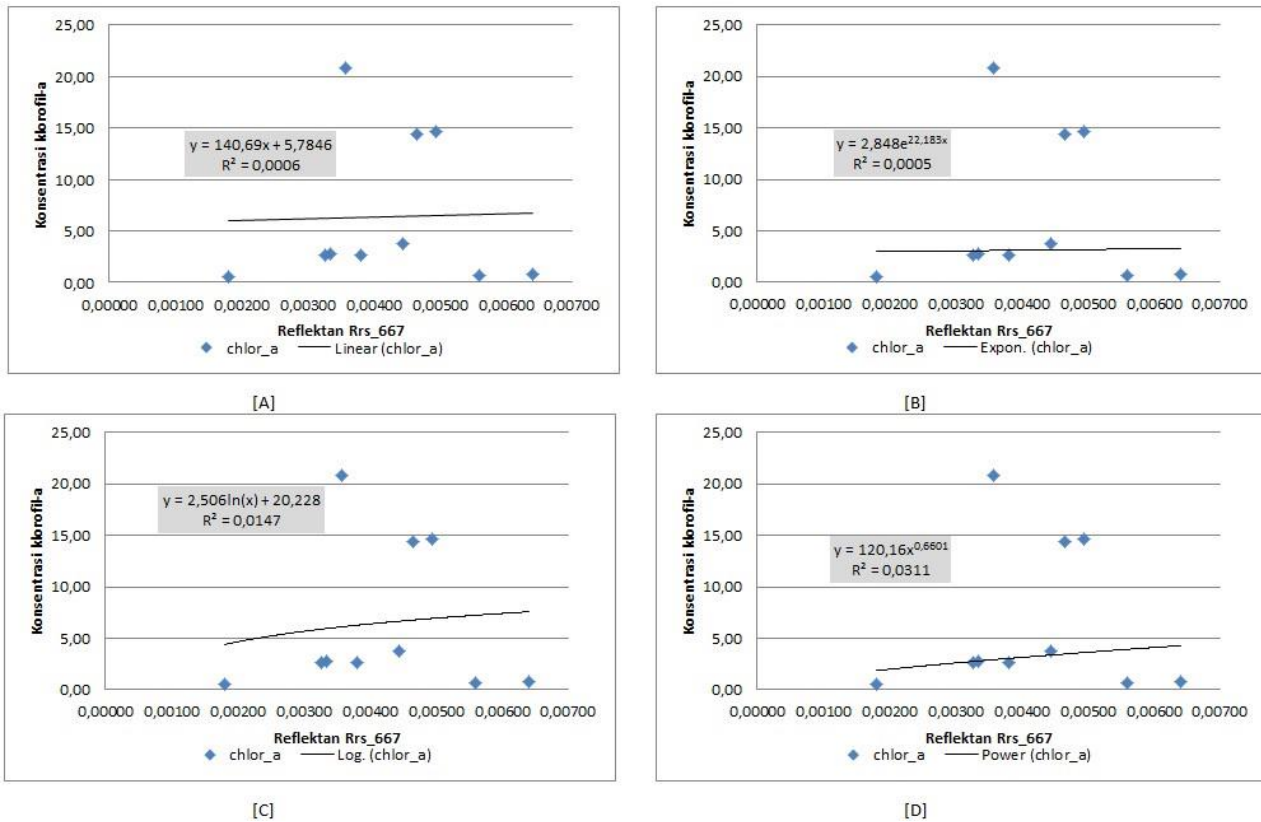 25,00
20,00
15,00
10,00
5,00
0,00
Konsentrasi klorofil-a
y = 140,69x + 5,7846
R² = 0,0006
0,00000 0,00100 0,00200 0,00300 0,00400 0,00500 0,00600 0,00700
Reflektan Rrs_667
chlor_a Linear (chlor_a)
[A]
25,00
20,00
15,00
10,00
5,00
0,00
Konsentrasi klorofil-a
y = 2,848e^22,183x
R² = 0,0005
0,00000 0,00100 0,00200 0,00300 0,00400 0,00500 0,00600 0,00700
Reflektan Rrs_667
chlor_a Expon. (chlor_a)
[B]
25,00
20,00
15,00
10,00
5,00
0,00
Konsentrasi klorofil-a
y = 2,506ln(x) + 20,228
R² = 0,0147
0,00000 0,00100 0,00200 0,00300 0,00400 0,00500 0,00600 0,00700
Reflektan Rrs_667
chlor_a Log. (chlor_a)
[C]
25,00
20,00
15,00
10,00
5,00
0,00
Konsentrasi klorofil-a
y = 120,16x^0,6601
R² = 0,0311
0,00000 0,00100 0,00200 0,00300 0,00400 0,00500 0,00600 0,00700
Reflektan Rrs_667
chlor_a Power (chlor_a)
[D]